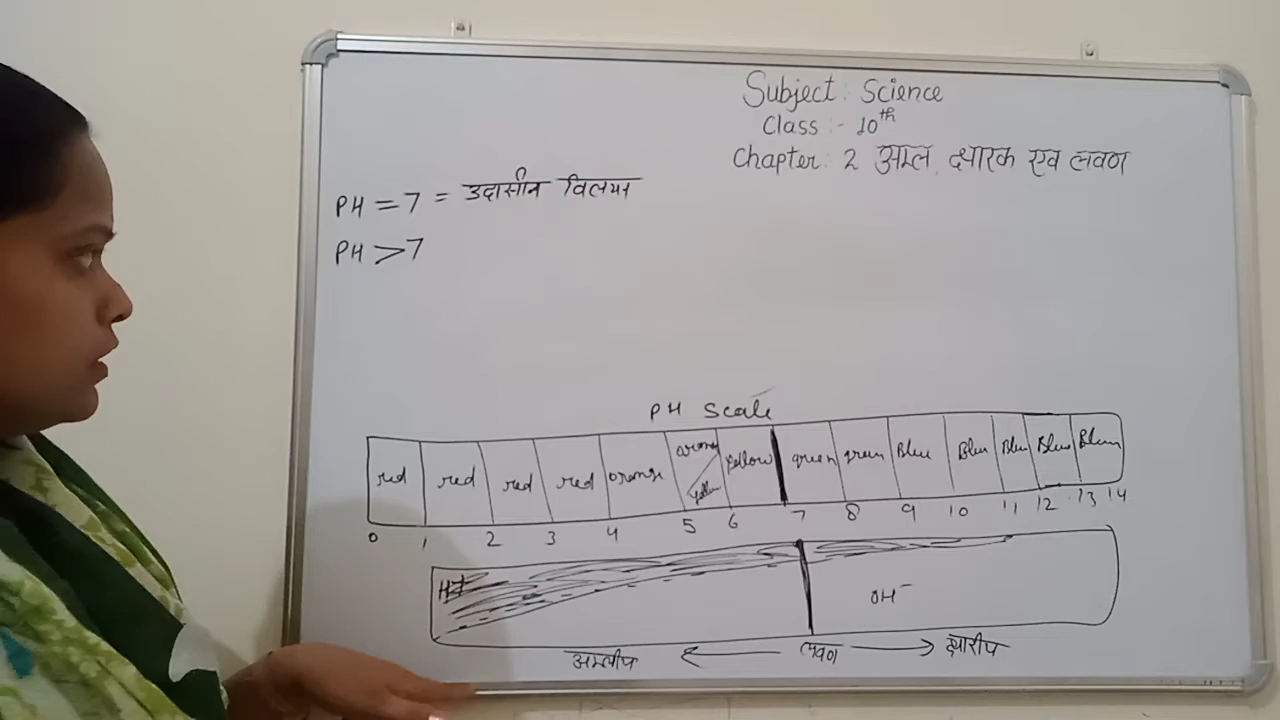 Subject: Science
Class :- 10th
Chapter: 2 अम्ल, क्षारक एव लवण
PH = 7 = उदासीन विलयन
PH > 7
PH Scale
red red red red orange orange yellow yellow green green Blue Blue Blue Blue Blue
0 1 2 3 4 5 6 7 8 9 10 11 12 13 14
H+ OH-
अम्लीय ← लवण → क्षारीय